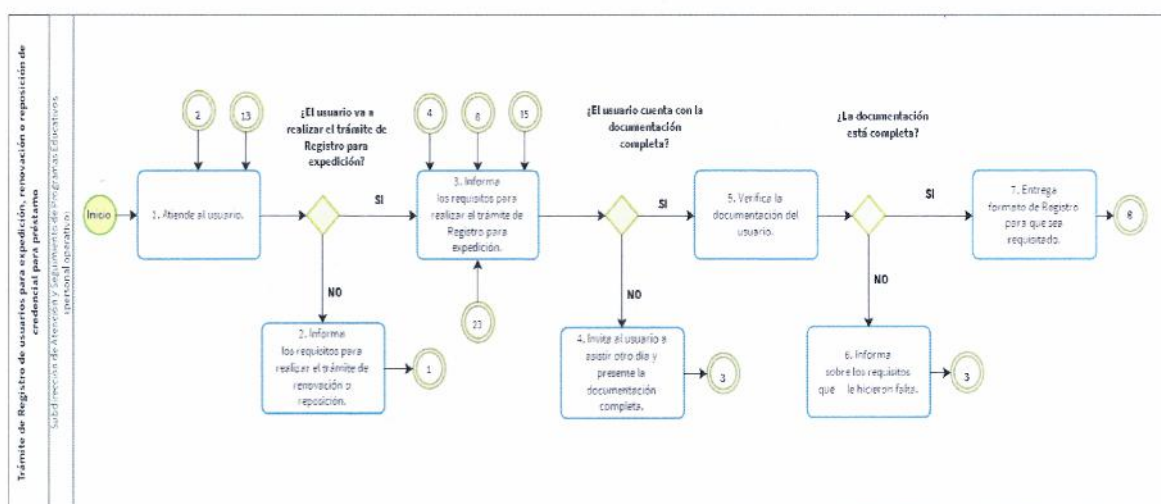 Trámite de Registro de usuarios para expedición, renovación o reposición de
credencial para préstamo
Subdirección de Atención y Seguimiento de Programas Educativos
(personal operativo)
Inicio
2
13
1. Atiende al usuario.
¿El usuario va a
realizar el trámite de
Registro para
expedición?
SI
NO
2. Informa
los requisitos para
realizar el trámite de
renovación o
reposición.
1
4
6
15
3. Informa
los requisitos para
realizar el trámite de
Registro para
expedición.
23
¿El usuario cuenta con la
documentación
completa?
SI
NO
4. Invita al usuario a
asistir otro día y
presente la
documentación
completa.
3
5. Verifica la
documentación del
usuario.
¿La documentación
está completa?
SI
NO
6. Informa
sobre los requisitos
que le hicieron falta.
3
7. Entrega
formato de Registro
para que sea
requisitado.
8